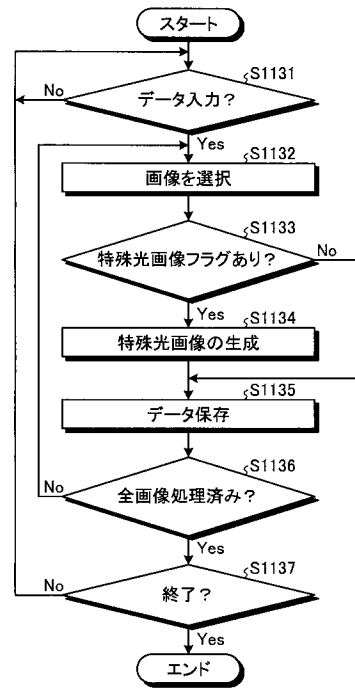 スタート
S1131
No
データ入力?
Yes
S1132
画像を選択
S1133
No
特殊光画像フラグあり?
Yes
S1134
特殊光画像の生成
S1135
データ保存
S1136
No
全画像処理済み?
Yes
S1137
No
終了?
Yes
エンド